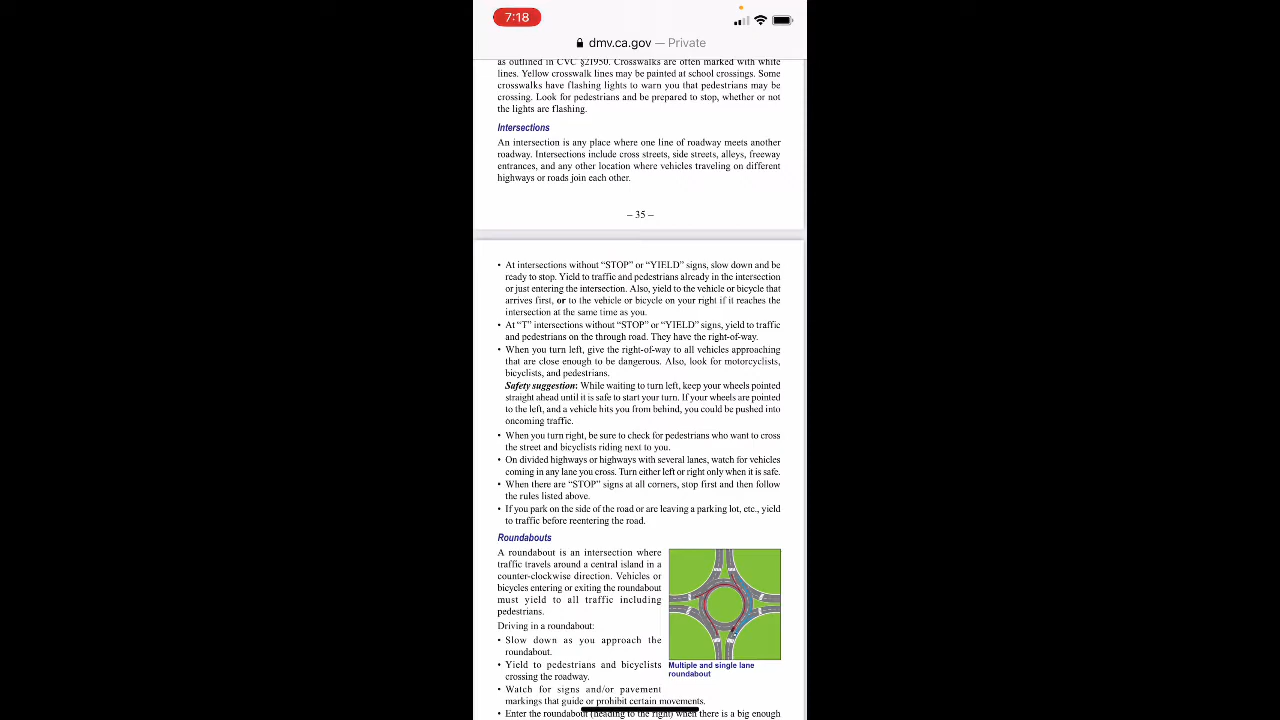 7:18
dmv.ca.gov — Private
as outlined in CVC §21950. Crosswalks are often marked with white
lines. Yellow crosswalk lines may be painted at school crossings. Some
crosswalks have flashing lights to warn you that pedestrians may be
crossing. Look for pedestrians and be prepared to stop, whether or not
the lights are flashing.
Intersections
An intersection is any place where one line of roadway meets another
roadway. Intersections include cross streets, side streets, alleys, freeway
entrances, and any other location where vehicles traveling on different
highways or roads join each other.
– 35 –
• At intersections without “STOP” or “YIELD” signs, slow down and be
ready to stop. Yield to traffic and pedestrians already in the intersection
or just entering the intersection. Also, yield to the vehicle or bicycle that
arrives first, or to the vehicle or bicycle on your right if it reaches the
intersection at the same time as you.
• At “T” intersections without “STOP” or “YIELD” signs, yield to traffic
and pedestrians on the through road. They have the right-of-way.
• When you turn left, give the right-of-way to all vehicles approaching
that are close enough to be dangerous. Also, look for motorcyclists,
bicyclists, and pedestrians.
Safety suggestion: While waiting to turn left, keep your wheels pointed
straight ahead until it is safe to start your turn. If your wheels are pointed
to the left, and a vehicle hits you from behind, you could be pushed into
oncoming traffic.
• When you turn right, be sure to check for pedestrians who want to cross
the street and bicyclists riding next to you.
• On divided highways or highways with several lanes, watch for vehicles
coming in any lane you cross. Turn either left or right only when it is safe.
• When there are “STOP” signs at all corners, stop first and then follow
the rules listed above.
• If you park on the side of the road or are leaving a parking lot, etc., yield
to traffic before reentering the road.
Roundabouts
A roundabout is an intersection where
traffic travels around a central island in a
counter-clockwise direction. Vehicles or
bicycles entering or exiting the roundabout
must yield to all traffic including
pedestrians.
Driving in a roundabout:
• Slow down as you approach the
roundabout.
• Yield to pedestrians and bicyclists
crossing the roadway.
• Watch for signs and/or pavement
markings that guide or prohibit certain movements.
• Enter the roundabout (heading to the right) when there is a big enough
Multiple and single lane
roundabout